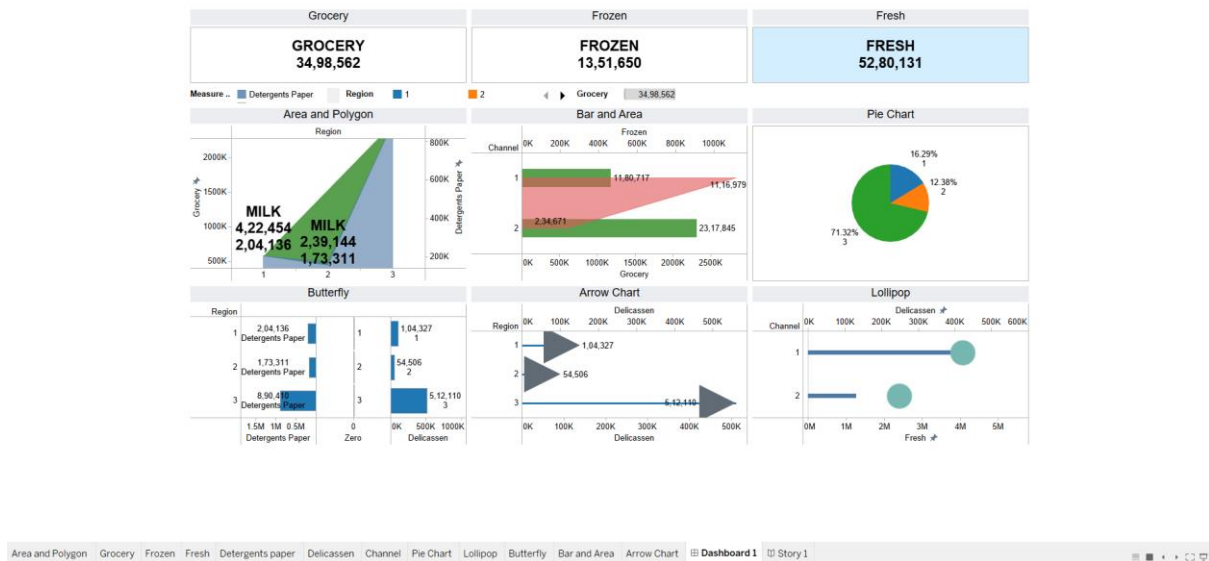 Grocery
Frozen
Fresh
GROCERY
34,98,562
FROZEN
13,51,650
FRESH
52,80,131
Measure .. Detergents Paper Region 1 2 Grocery 34,98,562
Area and Polygon
Region
2000K
1500K
1000K
500K
Grocery
800K
600K
400K
200K
Detergents Paper
MILK
4,22,454
2,04,136
MILK
2,39,144
1,73,311
1 2 3
Bar and Area
Frozen
Channel 0K 200K 400K 600K 800K 1000K
1 11,80,717 11,16,979
2 2,34,671 23,17,845
0K 500K 1000K 1500K 2000K 2500K
Grocery
Pie Chart
16.29%
1
12.38%
2
71.32%
3
Butterfly
Region
1 2,04,136 Detergents Paper 1 1,04,327 1
2 1,73,311 Detergents Paper 2 54,506 2
3 8,90,410 Detergents Paper 3 5,12,110 3
1.5M 1M 0.5M 0 0K 500K 1000K
Detergents Paper Zero Delicassen
Arrow Chart
Delicassen
Region 0K 100K 200K 300K 400K 500K
1 1,04,327
2 54,506
3 5,12,110
0K 100K 200K 300K 400K 500K
Delicassen
Lollipop
Delicassen
Channel 0K 100K 200K 300K 400K 500K 600K
1
2
0M 1M 2M 3M 4M 5M
Fresh
Area and Polygon Grocery Frozen Fresh Detergents paper Delicassen Channel Pie Chart Lollipop Butterfly Bar and Area Arrow Chart Dashboard 1 Story 1